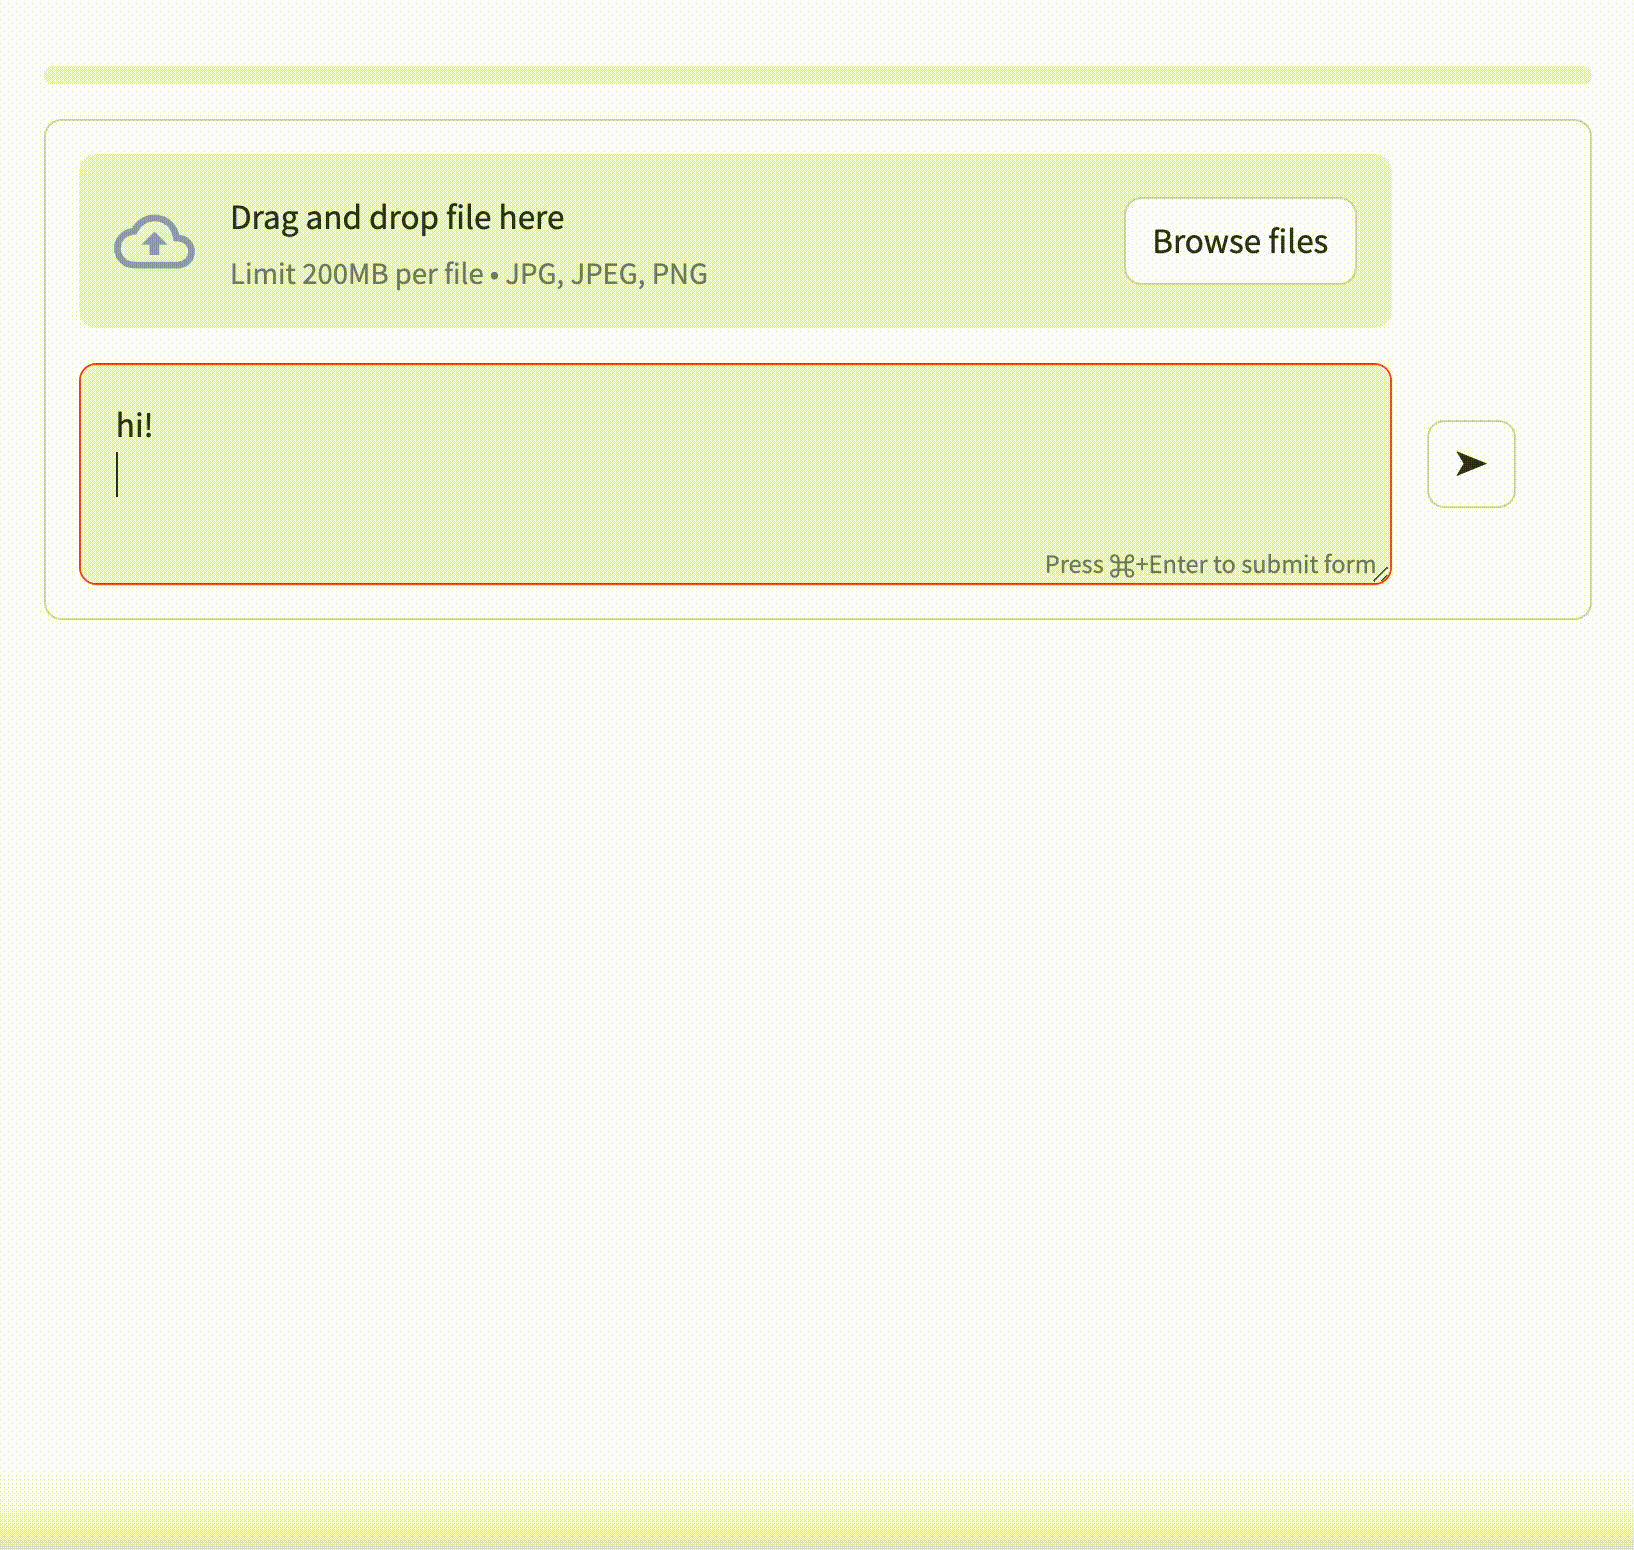 Drag and drop file here
Limit 200MB per file • JPG, JPEG, PNG
Browse files
hi!
Press ⌘+Enter to submit form